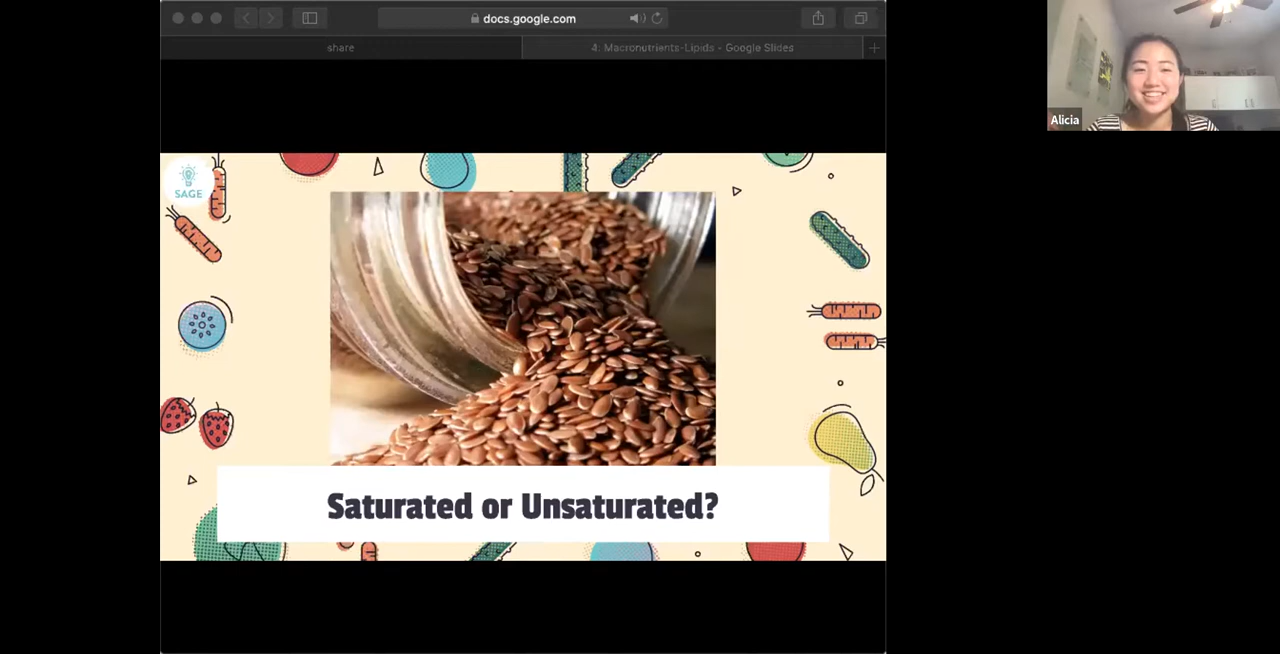 docs.google.com
share
4: Macronutrients-Lipids - Google Slides
Alicia
SAGE
Saturated or Unsaturated?